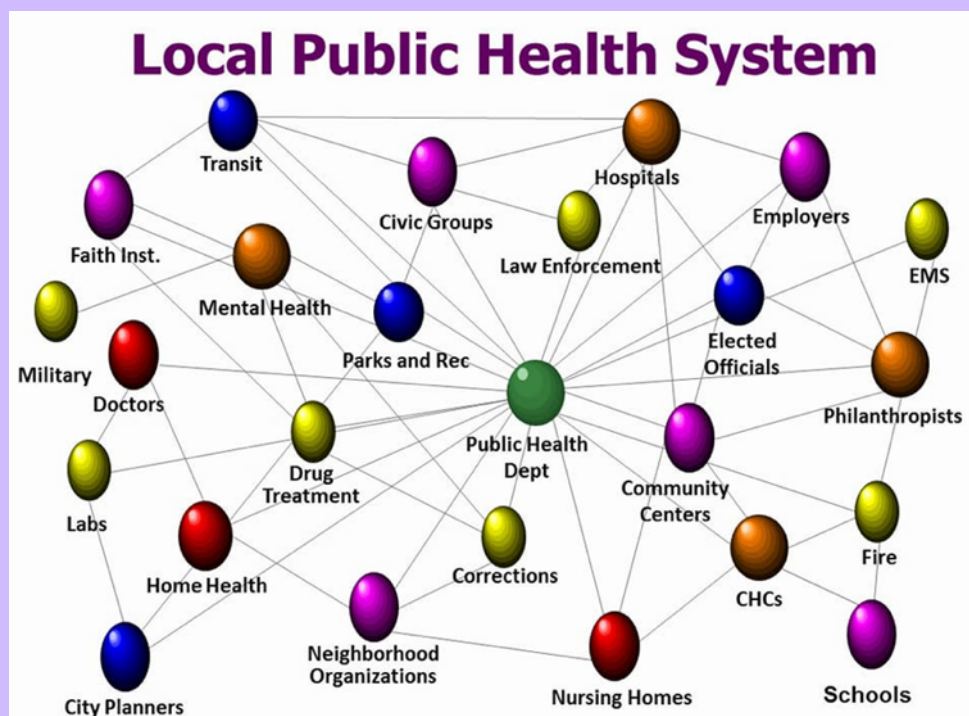 Local Public Health System
Transit
Hospitals
Civic Groups
Employers
Faith Inst.
Law Enforcement
EMS
Mental Health
Parks and Rec
Elected
Officials
Military
Doctors
Philanthropists
Public Health
Dept
Drug
Treatment
Community
Centers
Labs
Home Health
Corrections
Fire
CHCs
Neighborhood
Organizations
Nursing Homes
Schools
City Planners